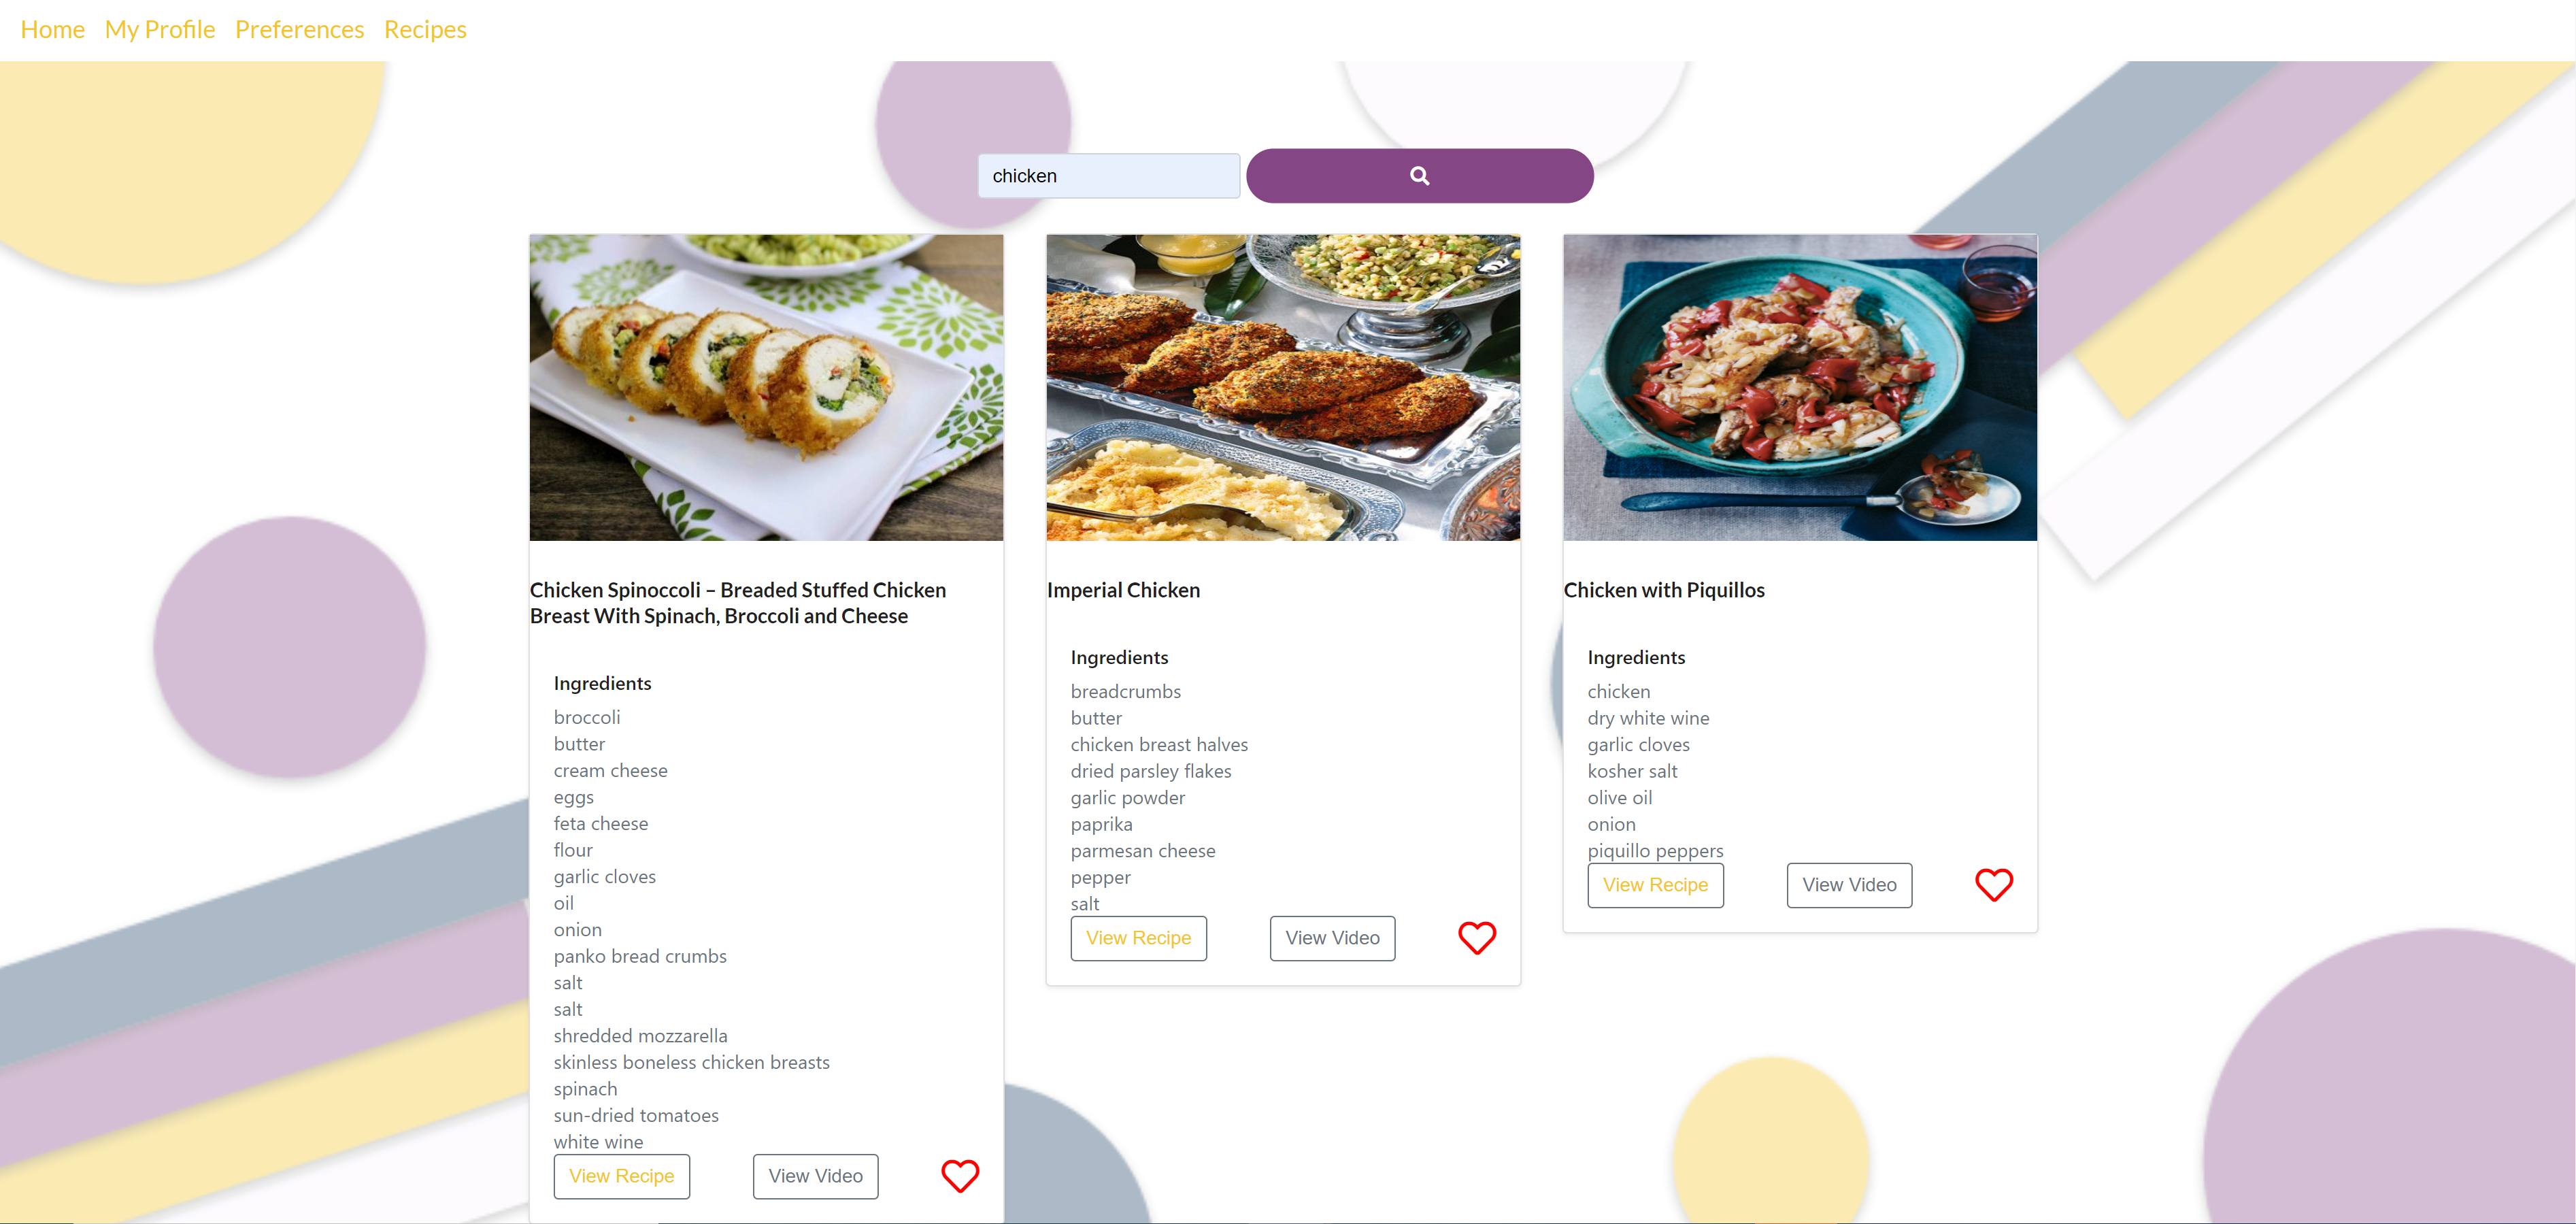 Home My Profile Preferences Recipes
chicken
Chicken Spinoccoli – Breaded Stuffed Chicken
Breast With Spinach, Broccoli and Cheese
Ingredients
broccoli
butter
cream cheese
eggs
feta cheese
flour
garlic cloves
oil
onion
panko bread crumbs
salt
salt
shredded mozzarella
skinless boneless chicken breasts
spinach
sun-dried tomatoes
white wine
View Recipe View Video
Imperial Chicken
Ingredients
breadcrumbs
butter
chicken breast halves
dried parsley flakes
garlic powder
paprika
parmesan cheese
pepper
salt
View Recipe View Video
Chicken with Piquillos
Ingredients
chicken
dry white wine
garlic cloves
kosher salt
olive oil
onion
piquillo peppers
View Recipe View Video